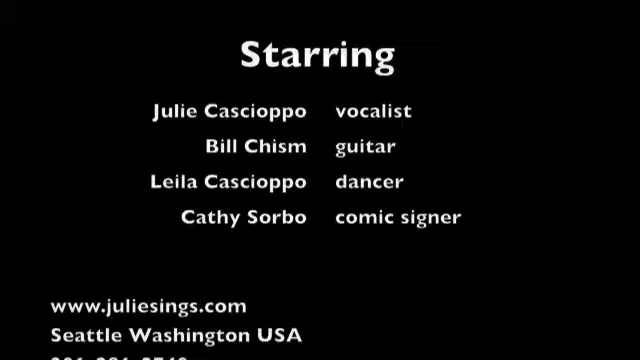 Starring
Julie Cascioppo vocalist
Bill Chism guitar
Leila Cascioppo dancer
Cathy Sorbo comic signer
www.juliesings.com
Seattle Washington USA